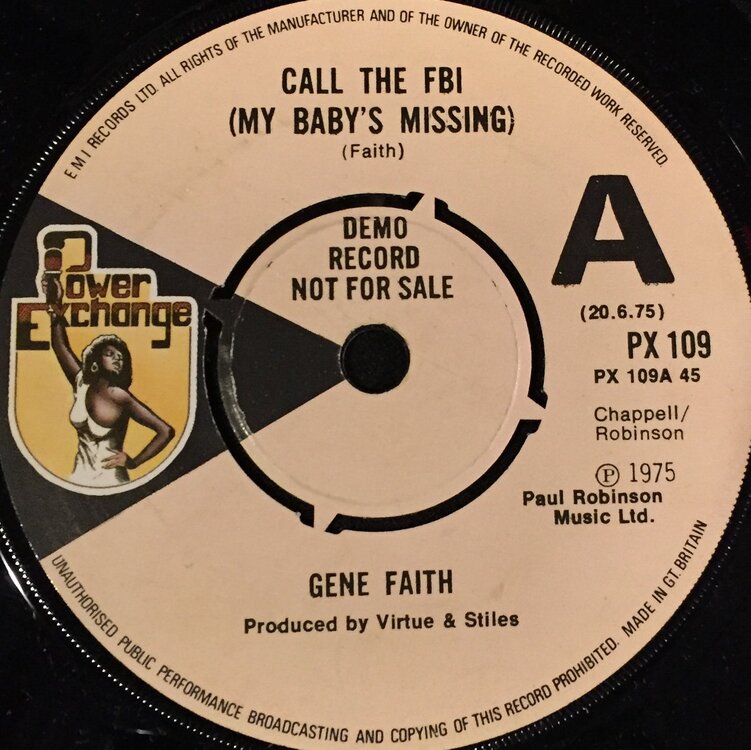 EMI RECORDS LTD. ALL RIGHTS OF THE MANUFACTURER AND OF THE OWNER OF THE RECORDED WORK RESERVED.
CALL THE FBI
(MY BABY'S MISSING)
(Faith)
DEMO
RECORD
NOT FOR SALE
A
(20.6.75)
PX 109
PX 109A 45
Chappell/
Robinson
Ⓟ 1975
Paul Robinson
Music Ltd.
Power
Exchange
GENE FAITH
Produced by Virtue & Stiles
UNAUTHORISED PUBLIC PERFORMANCE BROADCASTING AND COPYING OF THIS RECORD PROHIBITED. MADE IN GT. BRITAIN